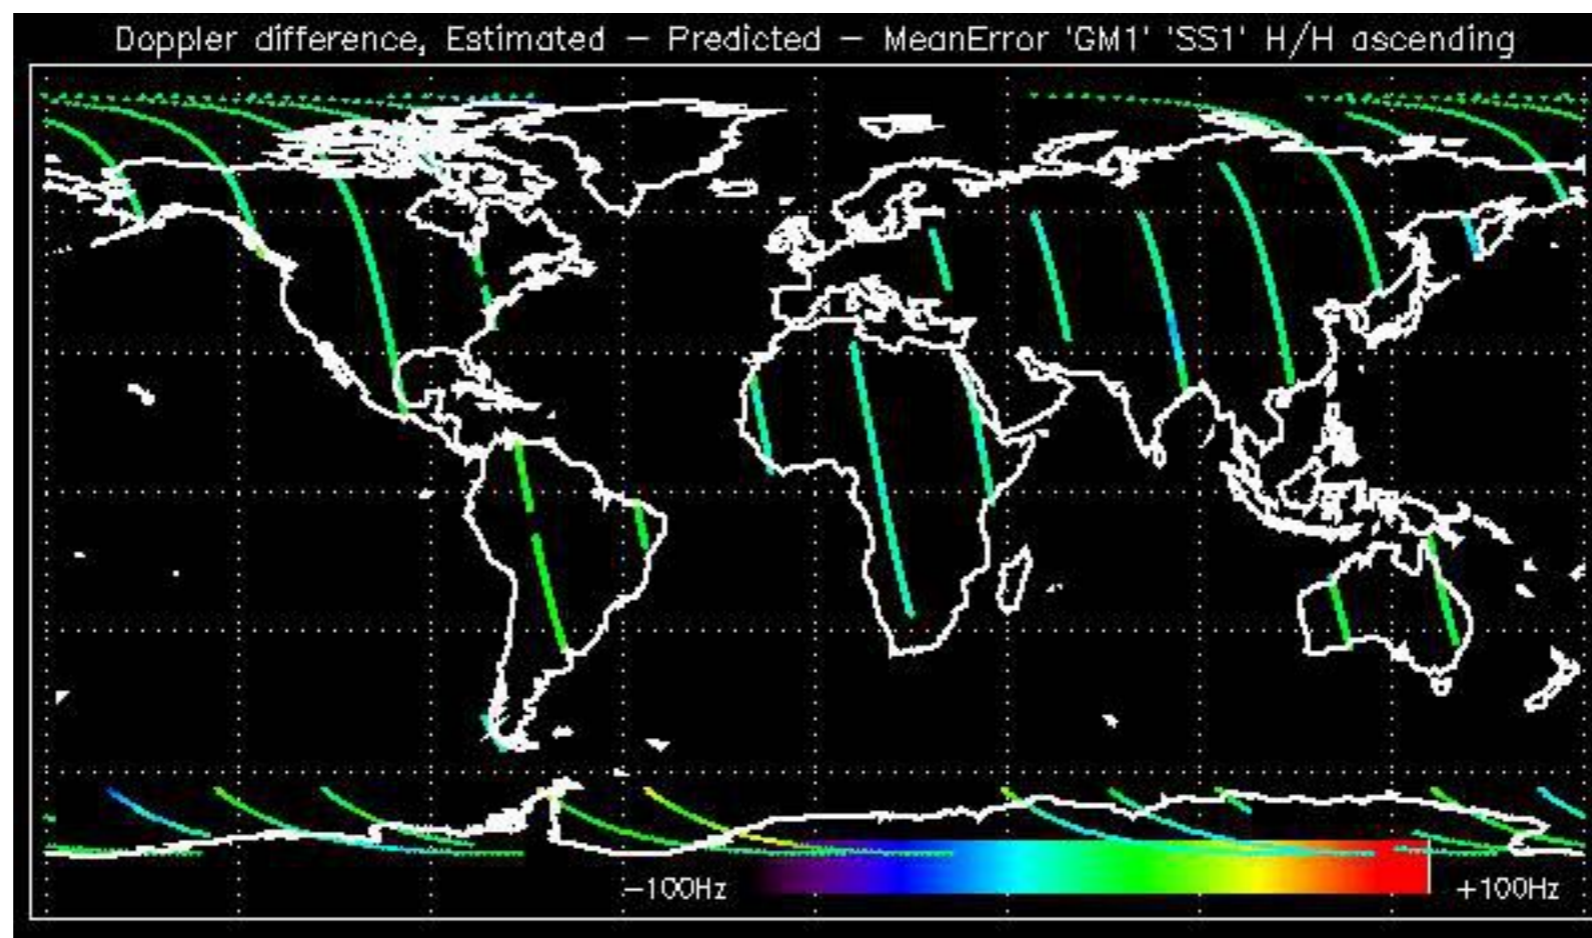 Doppler difference, Estimated – Predicted – MeanError 'GM1' 'SS1' H/H ascending
−100Hz
+100Hz